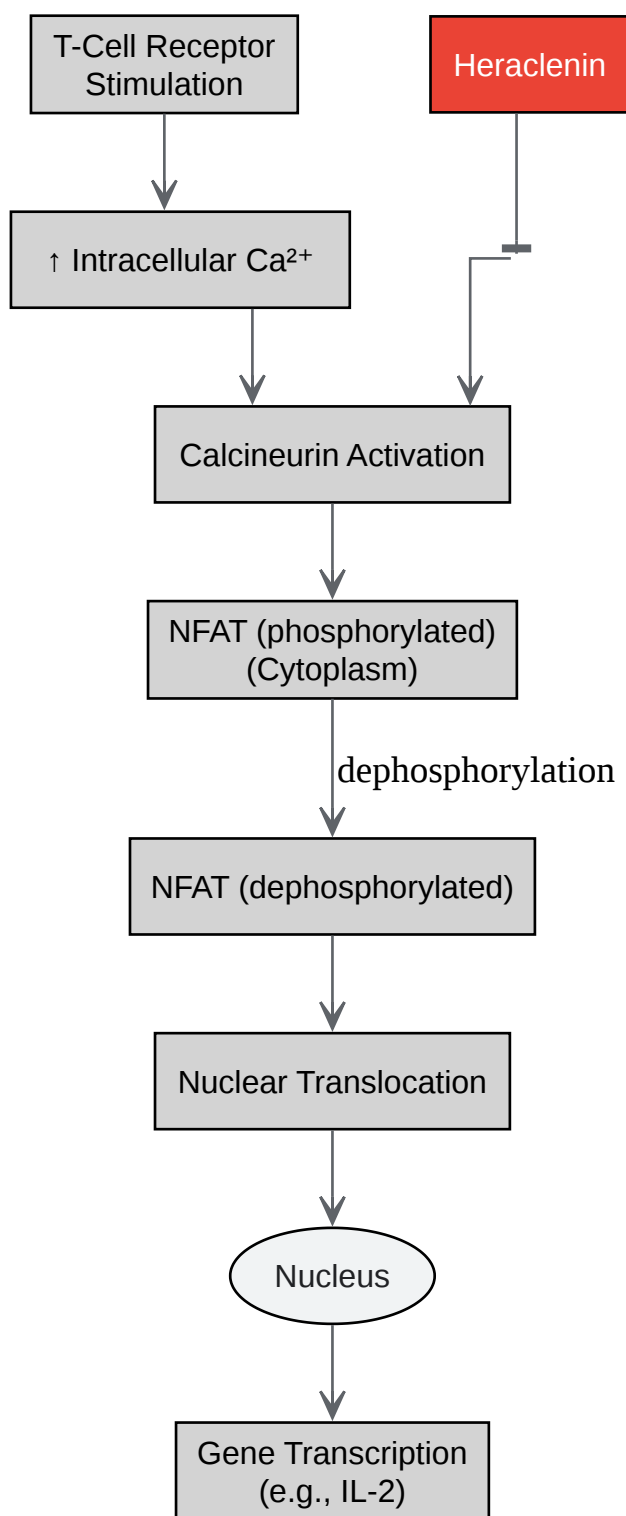 T-Cell Receptor
Stimulation
Heraclenin
↑ Intracellular Ca²⁺
Calcineurin Activation
NFAT (phosphorylated)
(Cytoplasm)
dephosphorylation
NFAT (dephosphorylated)
Nuclear Translocation
Nucleus
Gene Transcription
(e.g., IL-2)